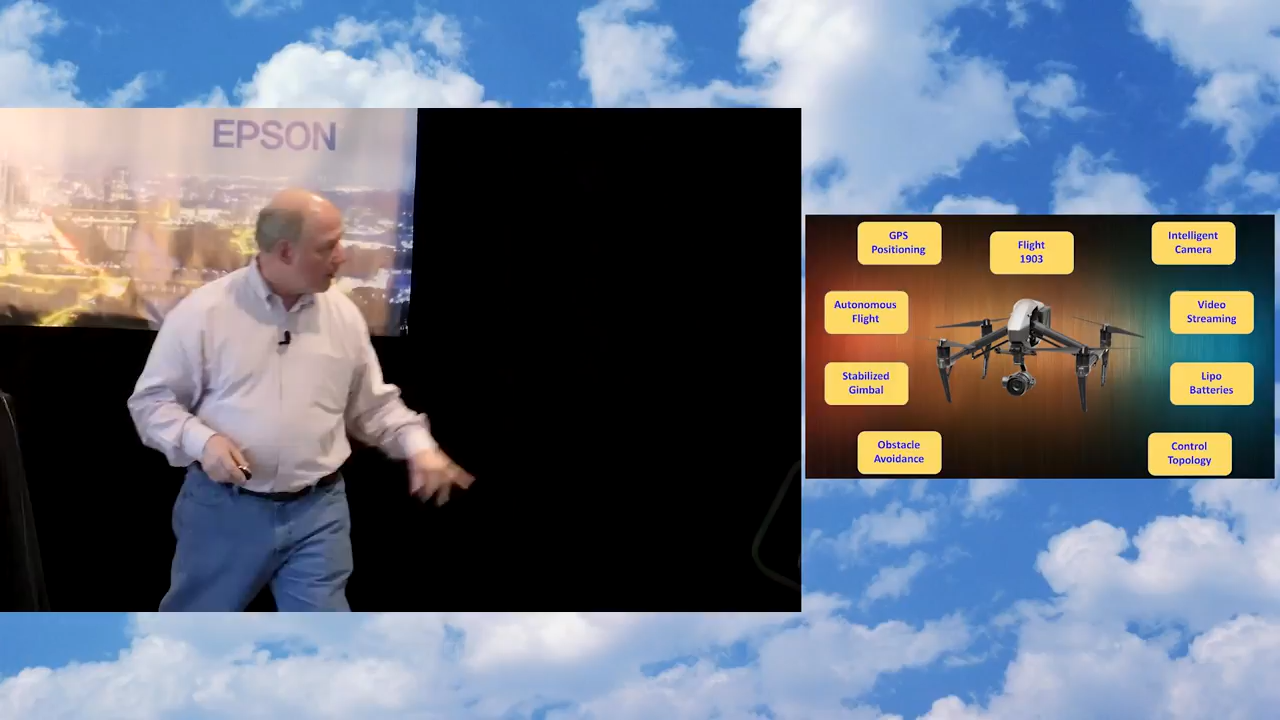 EPSON
GPS
Positioning
Flight
1903
Intelligent
Camera
Autonomous
Flight
Video
Streaming
Stabilized
Gimbal
Lipo
Batteries
Obstacle
Avoidance
Control
Topology